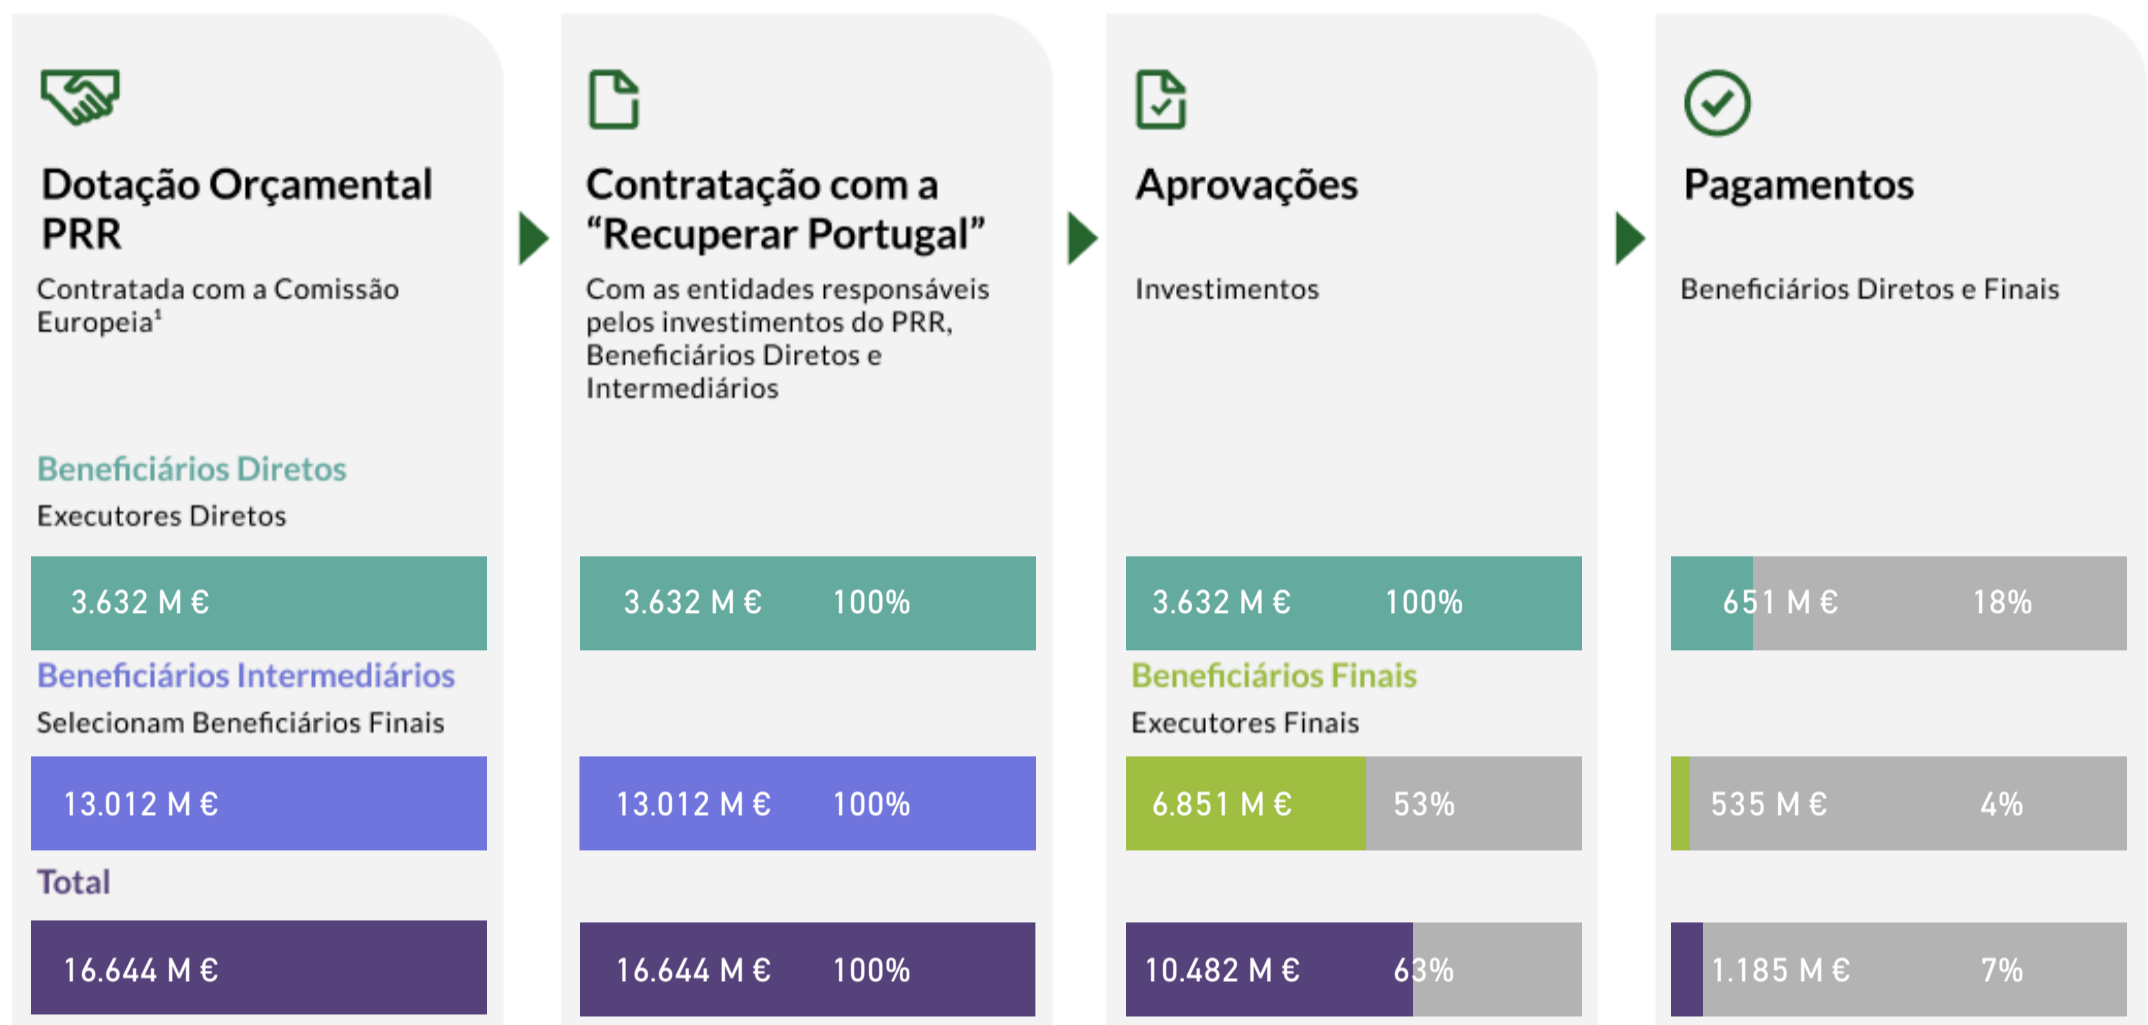 Dotação Orçamental
PRR
Contratada com a Comissão
Europeia¹
Contratação com a
“Recuperar Portugal”
Com as entidades responsáveis
pelos investimentos do PRR,
Beneficiários Diretos e
Intermediários
Aprovações
Investimentos
Pagamentos
Beneficiários Diretos e Finais
Beneficiários Diretos
Executores Diretos
3.632 M €
3.632 M € 100%
3.632 M € 100%
651 M € 18%
Beneficiários Intermediários
Selecionam Beneficiários Finais
Beneficiários Finais
Executores Finais
13.012 M €
13.012 M € 100%
6.851 M € 53%
535 M € 4%
Total
16.644 M €
16.644 M € 100%
10.482 M € 63%
1.185 M € 7%